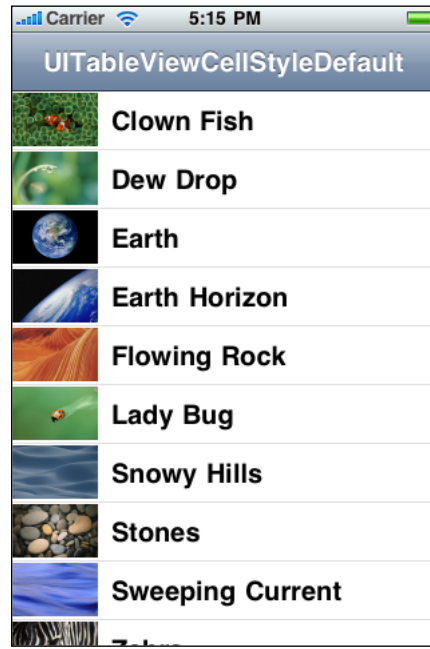 Carrier 5:15 PM
UITableViewCellStyleDefault
Clown Fish
Dew Drop
Earth
Earth Horizon
Flowing Rock
Lady Bug
Snowy Hills
Stones
Sweeping Current
Zebra